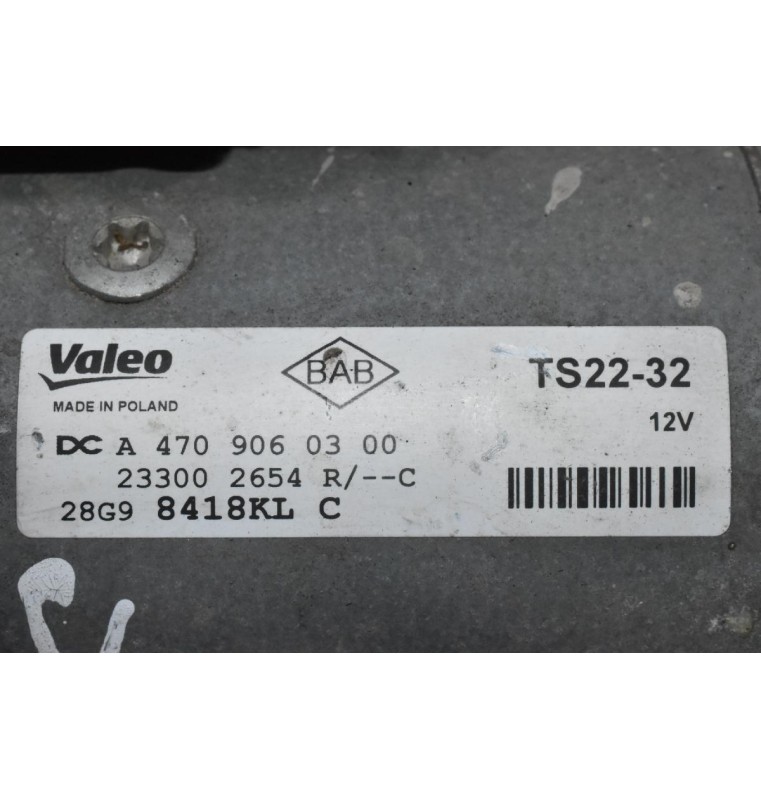 Valeo
MADE IN POLAND
BAB
TS22-32
12V
DC A 470 906 03 00
23300 2654 R/--C
28G9 8418KL C